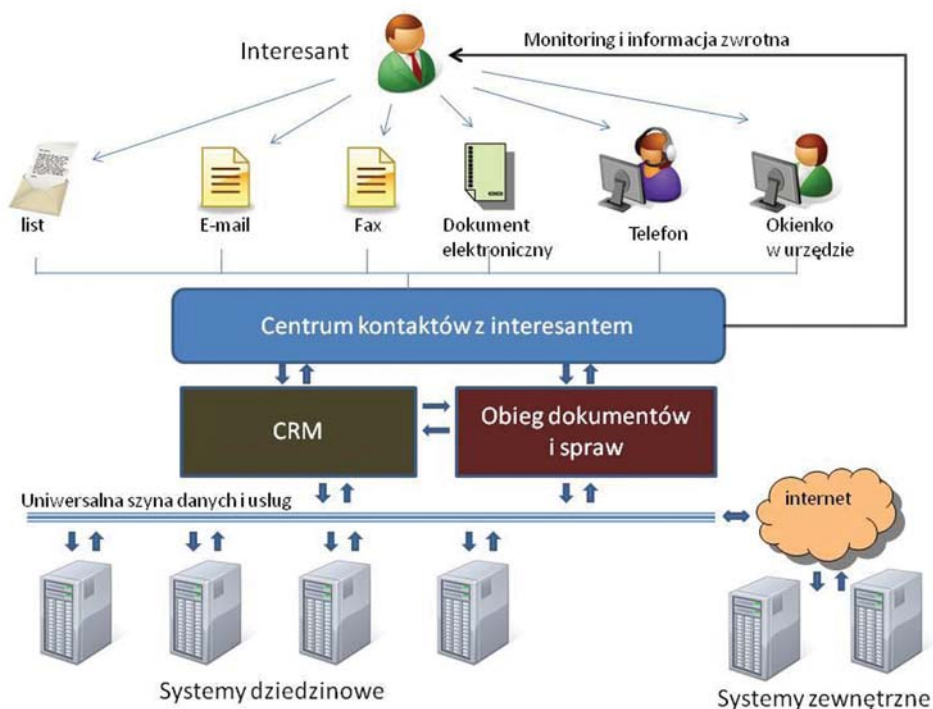 Interesant
Monitoring i informacja zwrotna
list
E-mail
Fax
Dokument
elektroniczny
Telefon
Okienko
w urzędzie
Centrum kontaktów z interesantem
CRM
Obieg dokumentów
i spraw
Uniwersalna szyna danych i usług
internet
Systemy dziedzinowe
Systemy zewnętrzne